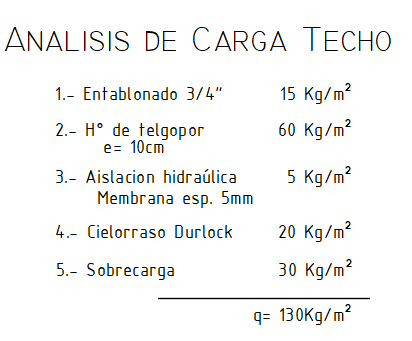 ANALISIS DE CARGA TECHO
1.- Entablonado 3/4" 15 Kg/m²
2.- H° de telgopor 60 Kg/m²
e= 10cm
3.- Aislacion hidraúlica 5 Kg/m²
Membrana esp. 5mm
4.- Cielorraso Durlock 20 Kg/m²
5.- Sobrecarga 30 Kg/m²
q= 130Kg/m²